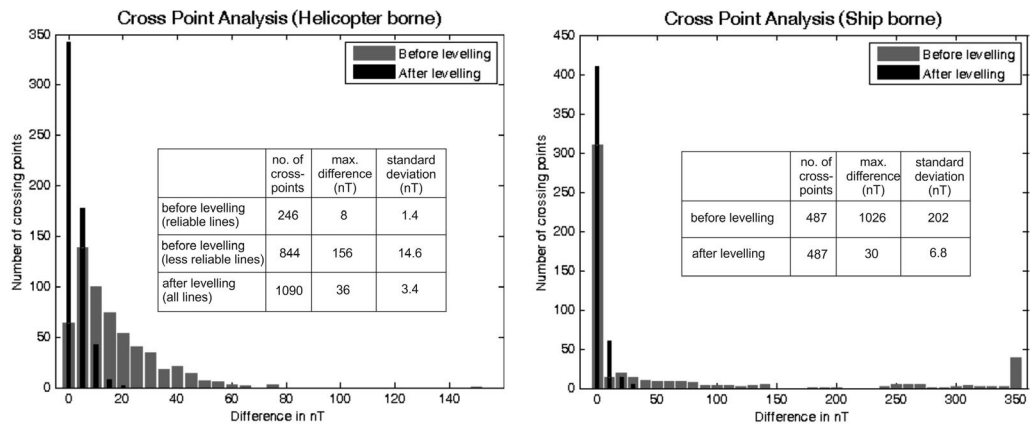 Cross Point Analysis (Helicopter borne)
350
300
250
200
150
100
50
0
Number of crossing points
Before levelling
After levelling
no. of cross-points
max. difference (nT)
standard deviation (nT)
before levelling (reliable lines) 246 8 1.4
before levelling (less reliable lines) 844 156 14.6
after levelling (all lines) 1090 36 3.4
0 20 40 60 80 100 120 140
Difference in nT
Cross Point Analysis (Ship borne)
450
400
350
300
250
200
150
100
50
0
Number of crossing points
Before levelling
After levelling
no. of cross-points
max. difference (nT)
standard deviation (nT)
before levelling 487 1026 202
after levelling 487 30 6.8
0 50 100 150 200 250 300 350
Difference in nT